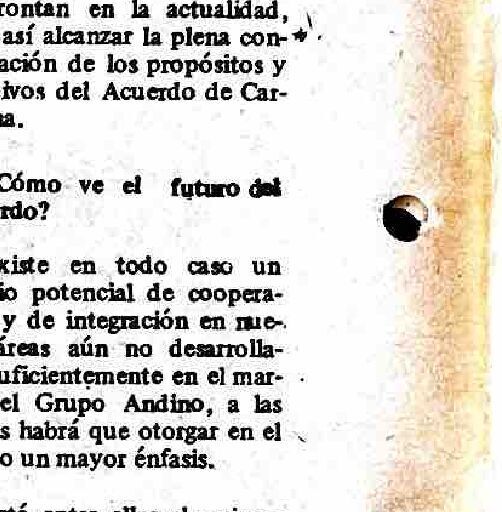 rontan en la actualidad,
así alcanzar la plena con-
ación de los propósitos y
ivos del Acuerdo de Car-
na.
Cómo ve el futuro del
rdo?
xiste en todo caso un
io potencial de coopera-
y de integración en nue-
áreas aún no desarrolla-
uficientemente en el mar-
el Grupo Andino, a las
s habrá que otorgar en el
o un mayor énfasis.